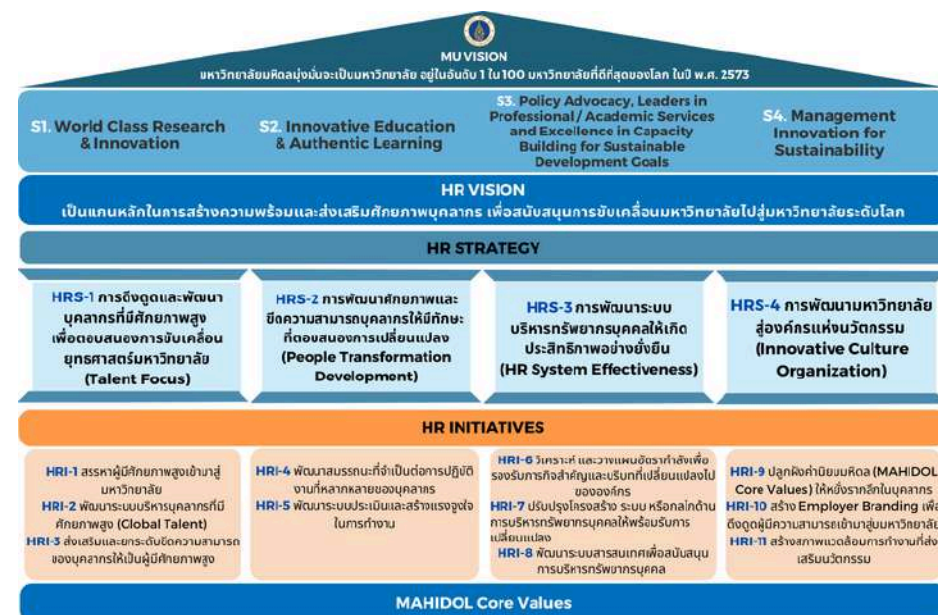 MU VISION
มหาวิทยาลัยมหิดลมุ่งมั่นจะเป็นมหาวิทยาลัย อยู่ในอันดับ 1 ใน 100 มหาวิทยาลัยที่ดีที่สุดของโลก ในปี พ.ศ. 2573
S1. World Class Research
& Innovation
S2. Innovative Education
& Authentic Learning
S3. Policy Advocacy, Leaders in
Professional / Academic Services
and Excellence in Capacity
Building for Sustainable
Development Goals
S4. Management
Innovation for
Sustainability
HR VISION
เป็นแกนหลักในการสร้างความพร้อมและส่งเสริมศักยภาพบุคลากร เพื่อสนับสนุนการขับเคลื่อนมหาวิทยาลัยไปสู่มหาวิทยาลัยระดับโลก
HR STRATEGY
HRS-1 การดึงดูดและพัฒนา
บุคลากรที่มีศักยภาพสูง
เพื่อตอบสนองการขับเคลื่อน
ยุทธศาสตร์มหาวิทยาลัย
(Talent Focus)
HRS-2 การพัฒนาศักยภาพและ
ขีดความสามารถบุคลากรให้มีทักษะ
ที่ตอบสนองการเปลี่ยนแปลง
(People Transformation
Development)
HRS-3 การพัฒนาระบบ
บริหารทรัพยากรบุคคลให้เกิด
ประสิทธิภาพอย่างยั่งยืน
(HR System Effectiveness)
HRS-4 การพัฒนามหาวิทยาลัย
สู่องค์กรแห่งนวัตกรรม
(Innovative Culture
Organization)
HR INITIATIVES
HRI-1 สรรหาผู้มีศักยภาพสูงเข้ามาสู่
มหาวิทยาลัย
HRI-2 พัฒนาระบบบริหารบุคลากรที่มี
ศักยภาพสูง (Global Talent)
HRI-3 ส่งเสริมและยกระดับขีดความสามารถ
ของบุคลากรให้เป็นผู้มีศักยภาพสูง
HRI-4 พัฒนาสมรรถนะที่จำเป็นต่อการปฏิบัติ
งานที่หลากหลายของบุคลากร
HRI-5 พัฒนาระบบประเมินและสร้างแรงจูงใจ
ในการทำงาน
HRI-6 วิเคราะห์ และวางแผนอัตรากำลังเพื่อ
รองรับภารกิจสำคัญและบริบทที่เปลี่ยนแปลงไป
ขององค์กร
HRI-7 ปรับปรุงโครงสร้าง ระบบ หรือกลไกด้าน
การบริหารทรัพยากรบุคคลให้พร้อมรับการ
เปลี่ยนแปลง
HRI-8 พัฒนาระบบสารสนเทศเพื่อสนับสนุน
การบริหารทรัพยากรบุคคล
HRI-9 ปลูกฝังค่านิยมมหิดล (MAHIDOL
Core Values) ให้หยั่งรากลึกในบุคลากร
HRI-10 สร้าง Employer Branding เพื่
ดึงดูดผู้มีความสามารถเข้ามาสู่มหาวิทยาลั
HRI-11 สร้างสภาพแวดล้อมการทำงานที่ส่ง
เสริมนวัตกรรม
MAHIDOL Core Values